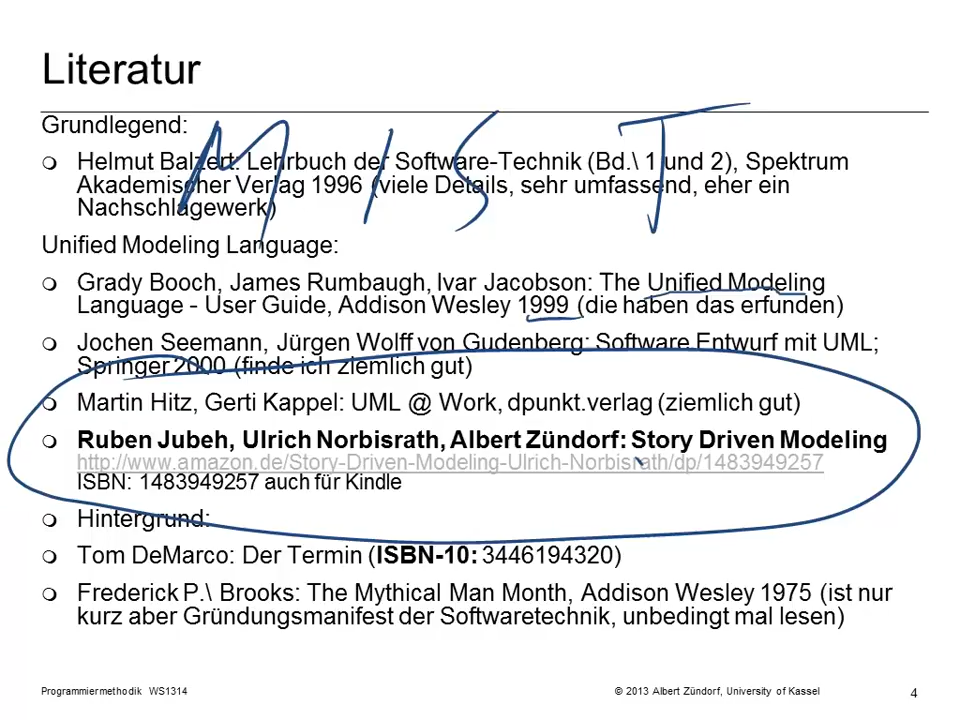 Literatur
Grundlegend:
M I S T
Helmut Balzert: Lehrbuch der Software-Technik (Bd.\ 1 und 2), Spektrum
Akademischer Verlag 1996 (viele Details, sehr umfassend, eher ein
Nachschlagewerk)
Unified Modeling Language:
Grady Booch, James Rumbaugh, Ivar Jacobson: The Unified Modeling
Language - User Guide, Addison Wesley 1999 (die haben das erfunden)
Jochen Seemann, Jürgen Wolff von Gudenberg: Software Entwurf mit UML;
Springer 2000 (finde ich ziemlich gut)
Martin Hitz, Gerti Kappel: UML @ Work, dpunkt.verlag (ziemlich gut)
Ruben Jubeh, Ulrich Norbisrath, Albert Zündorf: Story Driven Modeling
http://www.amazon.de/Story-Driven-Modeling-Ulrich-Norbisrath/dp/1483949257
ISBN: 1483949257 auch für Kindle
Hintergrund:
Tom DeMarco: Der Termin (ISBN-10: 3446194320)
Frederick P.\ Brooks: The Mythical Man Month, Addison Wesley 1975 (ist nur
kurz aber Gründungsmanifest der Softwaretechnik, unbedingt mal lesen)
Programmiermethodik WS1314
© 2013 Albert Zündorf, University of Kassel
4